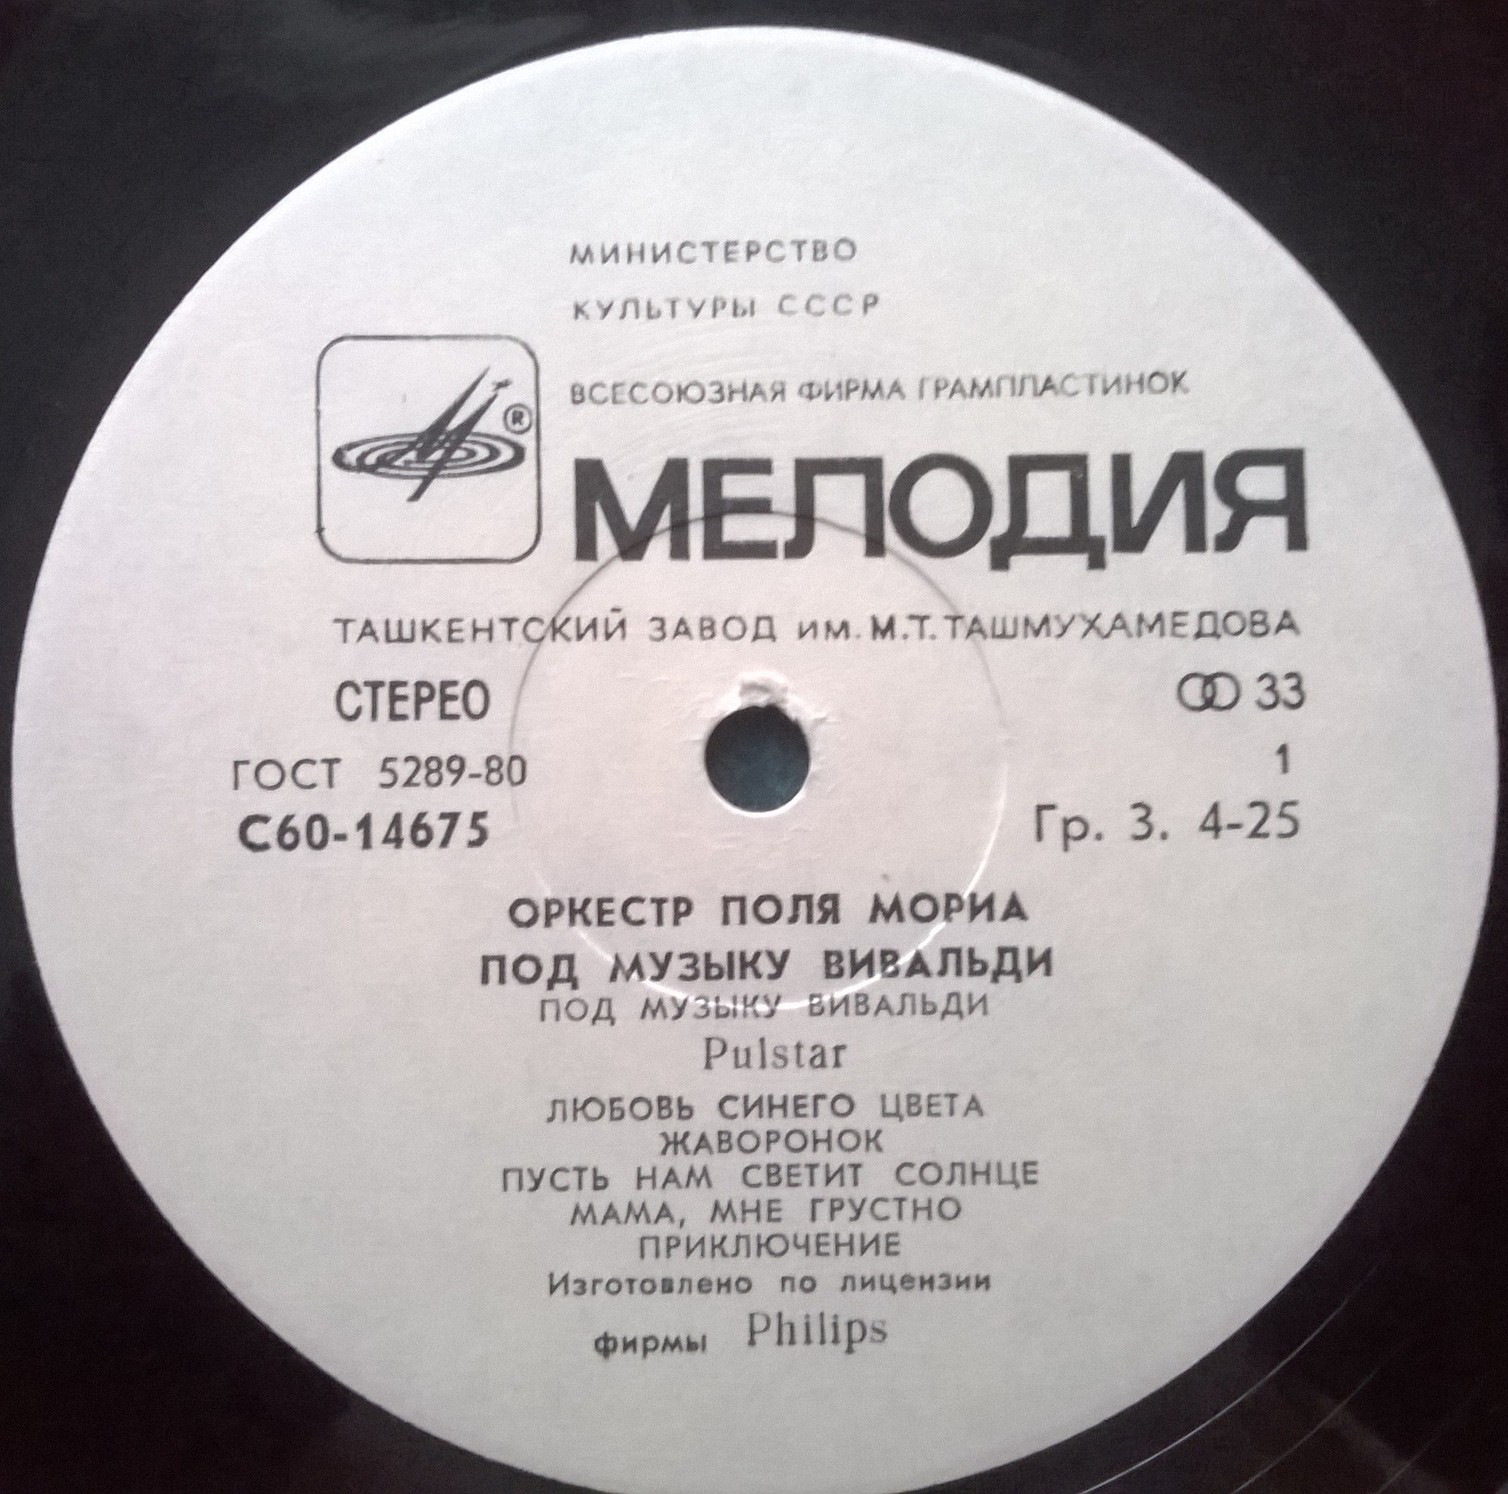 МИНИСТЕРСТВО
КУЛЬТУРЫ СССР
ВСЕСОЮЗНАЯ ФИРМА ГРАМПЛАСТИНОК
®
МЕЛОДИЯ
ТАШКЕНТСКИЙ ЗАВОД им. М.Т. ТАШМУХАМЕДОВА
СТЕРЕО 33
1
ГОСТ 5289-80
С60-14675 Гр. 3. 4-25
ОРКЕСТР ПОЛЯ МОРИА
ПОД МУЗЫКУ ВИВАЛЬДИ
ПОД МУЗЫКУ ВИВАЛЬДИ
Pulstar
ЛЮБОВЬ СИНЕГО ЦВЕТА
ЖАВОРОНОК
ПУСТЬ НАМ СВЕТИТ СОЛНЦЕ
МАМА, МНЕ ГРУСТНО
ПРИКЛЮЧЕНИЕ
Изготовлено по лицензии
фирмы Philips